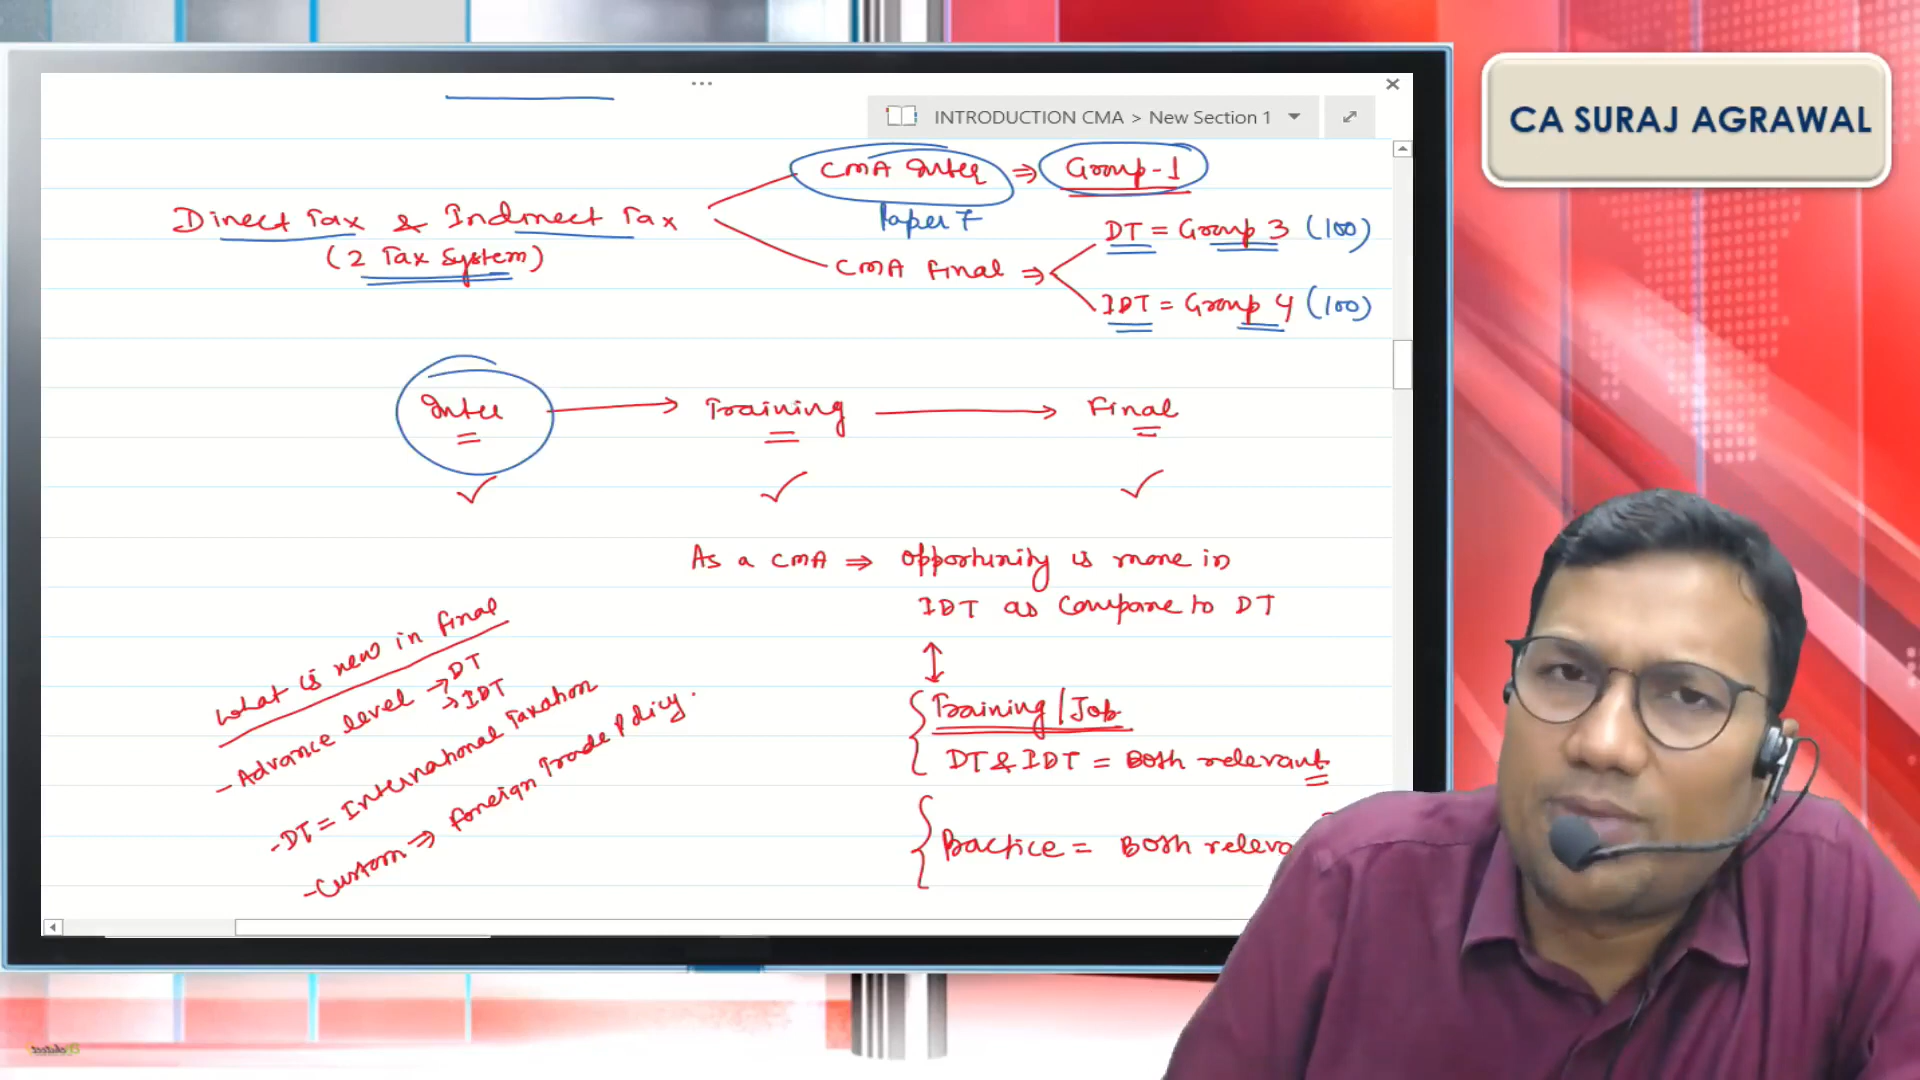 INTRODUCTION CMA > New Section 1
CA SURAJ AGRAWAL
Direct Tax & Indirect Tax
(2 Tax System)
CMA Inter ⇒ Group-1
Paper 7
CMA Final ⇒
DT = Group 3 (100)
IDT = Group 4 (100)
Inter → Training → Final
As a CMA ⇒ opportunity is more in
IDT as compare to DT
Training/Job
DT & IDT = Both relevant
Practice = Both releva
What is new in final
- Advance level → DT
→ IDT
- DT = International Taxation
- Custom ⇒ foreign Trade policy.